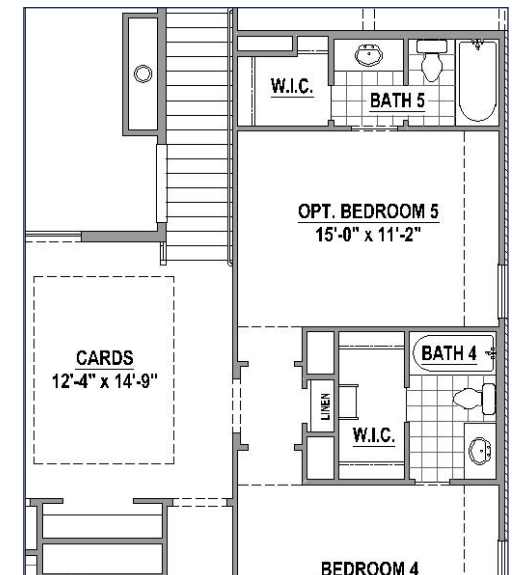 W.I.C.
BATH 5
OPT. BEDROOM 5
15'-0" x 11'-2"
CARDS
12'-4" x 14'-9"
BATH 4
LINEN
W.I.C.
BEDROOM 4